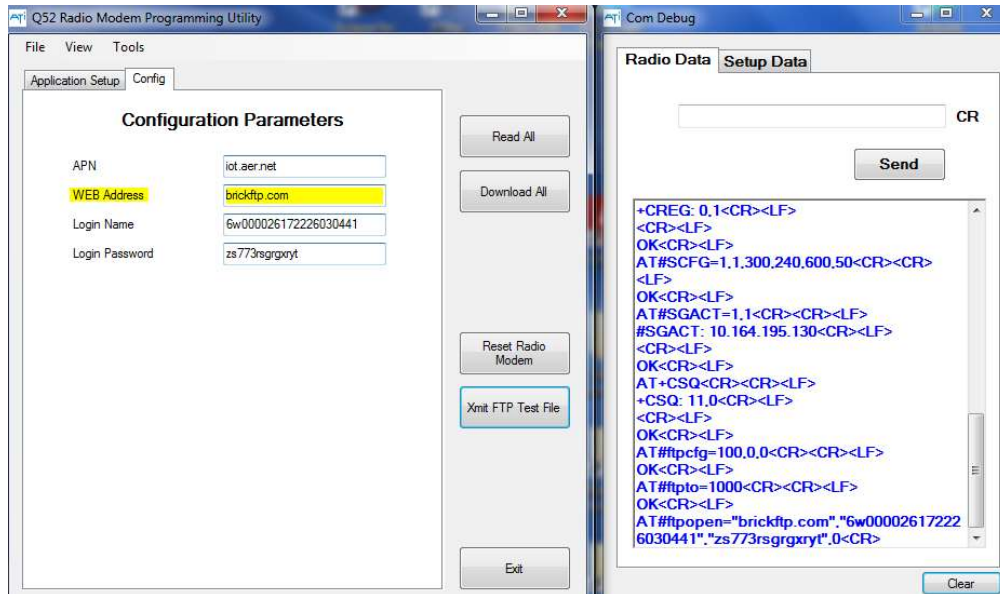 ATi Q52 Radio Modem Programming Utility
File View Tools
Application Setup Config
Configuration Parameters
APN iot.aer.net
WEB Address brickftp.com
Login Name 6w000026172226030441
Login Password zs773rsgrgxryt
Read All
Download All
Reset Radio
Modem
Xmit FTP Test File
Exit
ATi Com Debug
Radio Data Setup Data
CR
Send
+CREG: 0,1<CR><LF>
<CR><LF>
OK<CR><LF>
AT#SCFG=1,1,300,240,600,50<CR><CR>
<LF>
OK<CR><LF>
AT#SGACT=1,1<CR><CR><LF>
#SGACT: 10.164.195.130<CR><LF>
<CR><LF>
OK<CR><LF>
AT+CSQ<CR><CR><LF>
+CSQ: 11,0<CR><LF>
<CR><LF>
OK<CR><LF>
AT#ftpcfg=100,0,0<CR><CR><LF>
OK<CR><LF>
AT#ftpto=1000<CR><CR><LF>
OK<CR><LF>
AT#ftpopen="brickftp.com","6w00002617222
6030441","zs773rsgrgxryt",0<CR>
Clear